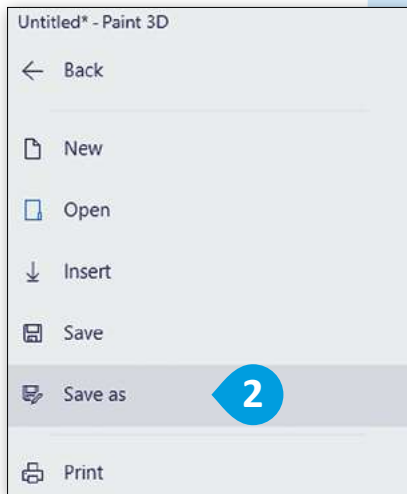 Untitled* - Paint 3D
Back
New
Open
Insert
Save
Save as 2
Print